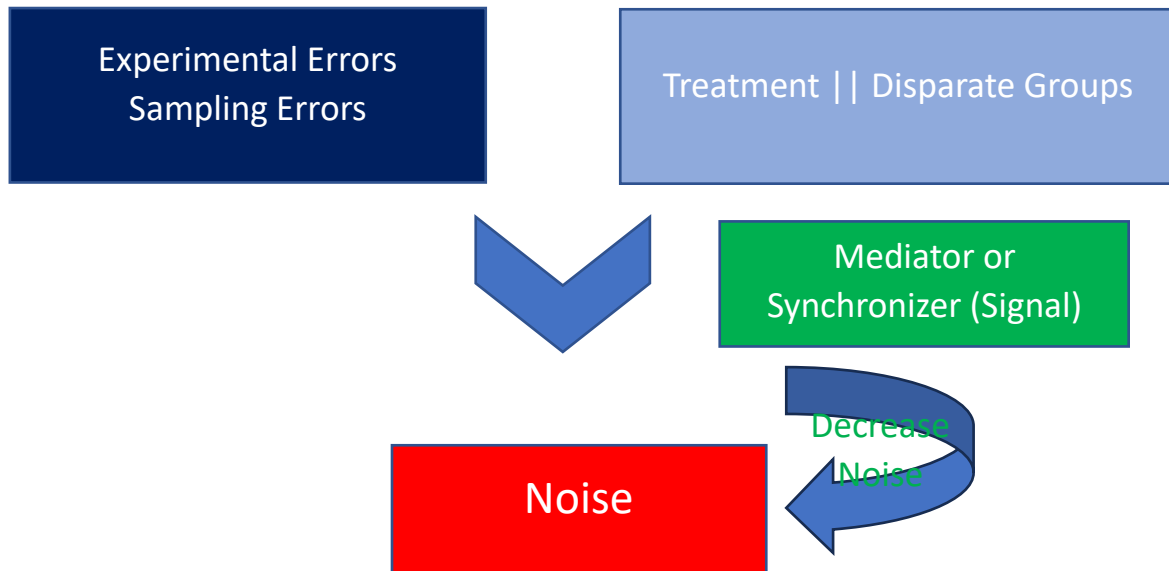 Experimental Errors
Sampling Errors
Treatment || Disparate Groups
Mediator or
Synchronizer (Signal)
Decrease
Noise
Noise